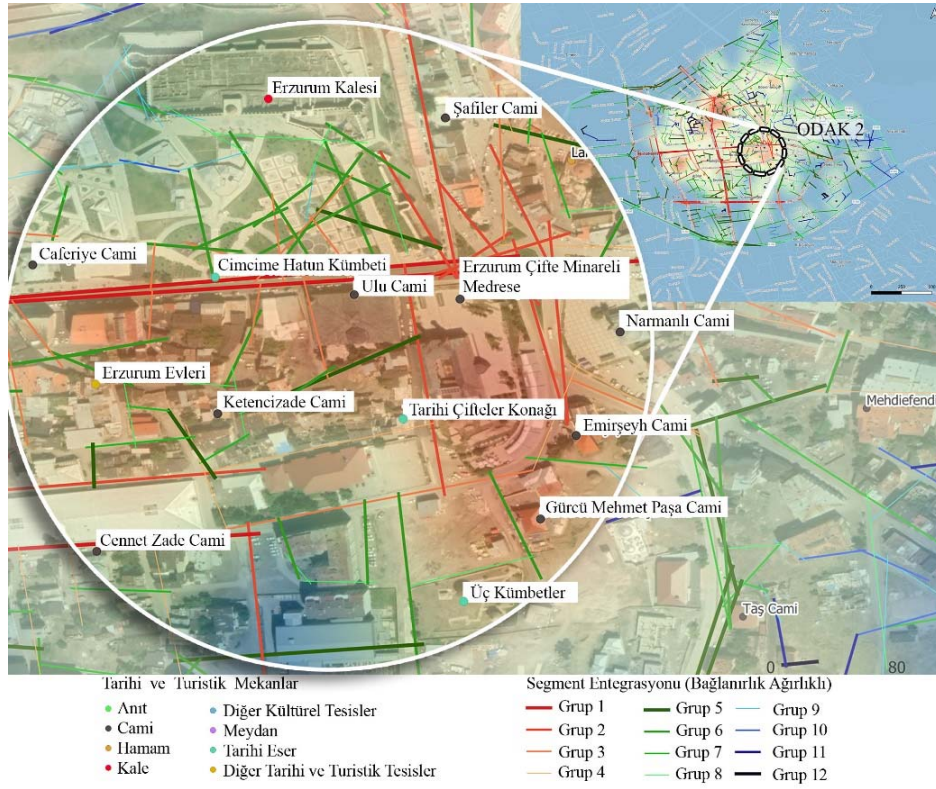 Erzurum Kalesi
Şafiler Cami
ODAK 2
Caferiye Cami
Cimcime Hatun Kümbeti
Ulu Cami
Erzurum Çifte Minareli
Medrese
Narmanlı Cami
Erzurum Evleri
Ketencizade Cami
Tarihi Çifteler Konağı
Emirşeyh Cami
Mehdiefendi
Gürcü Mehmet Paşa Cami
Cennet Zade Cami
Üç Kümbetler
Taş Cami
0 80
Tarihi ve Turistik Mekanlar
Anıt
Cami
Hamam
Kale
Diğer Kültürel Tesisler
Meydan
Tarihi Eser
Diğer Tarihi ve Turistik Tesisler
Segment Entegrasyonu (Bağlanırlık Ağırlıklı)
Grup 1
Grup 2
Grup 3
Grup 4
Grup 5
Grup 6
Grup 7
Grup 8
Grup 9
Grup 10
Grup 11
Grup 12